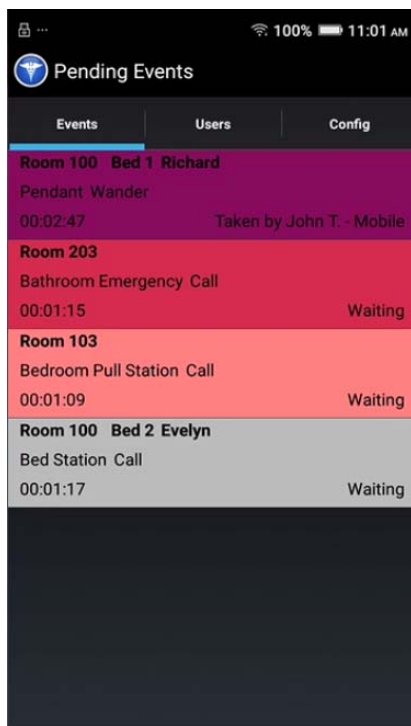 100% 11:01 AM
Pending Events
Events Users Config
Room 100 Bed 1 Richard
Pendant Wander
00:02:47 Taken by John T. - Mobile
Room 203
Bathroom Emergency Call
00:01:15 Waiting
Room 103
Bedroom Pull Station Call
00:01:09 Waiting
Room 100 Bed 2 Evelyn
Bed Station Call
00:01:17 Waiting